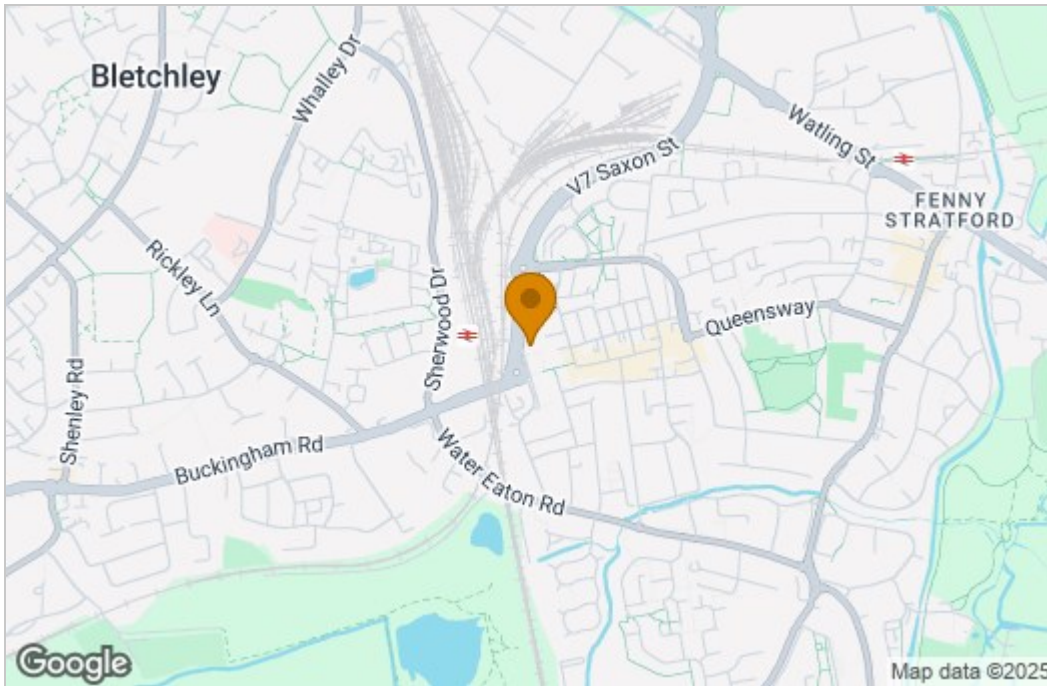 Bletchley
Whalley Dr
V7 Saxon St
Watling St
FENNY
STRATFORD
Rickley Ln
Sherwood Dr
Queensway
Shenley Rd
Buckingham Rd
Water Eaton Rd
Google
Map data ©2025